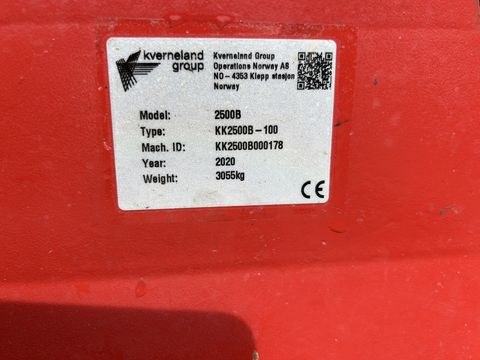 kverneland
group
Kverneland Group
Operations Norway AS
NO - 4353 Klepp stasjon
Norway
Model: 2500B
Type: KK2500B-100
Mach. ID: KK2500B000178
Year: 2020
Weight: 3055kg
CE